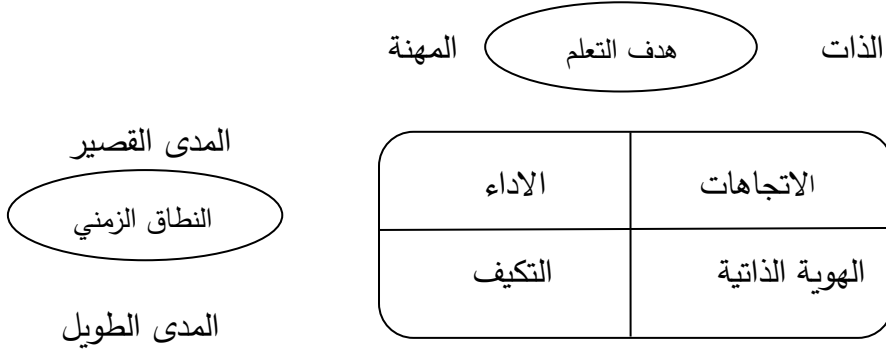 الذات هدف التعلم المهنة
المدى القصير
الاتجاهات الاداء
النطاق الزمني
الهوية الذاتية التكيف
المدى الطويل